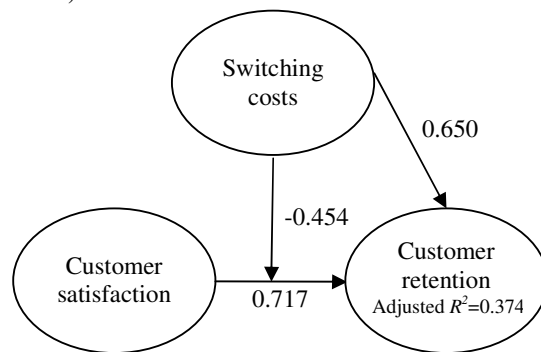 Switching
costs
0.650
-0.454
Customer
satisfaction
0.717
Customer
retention
Adjusted R²=0.374